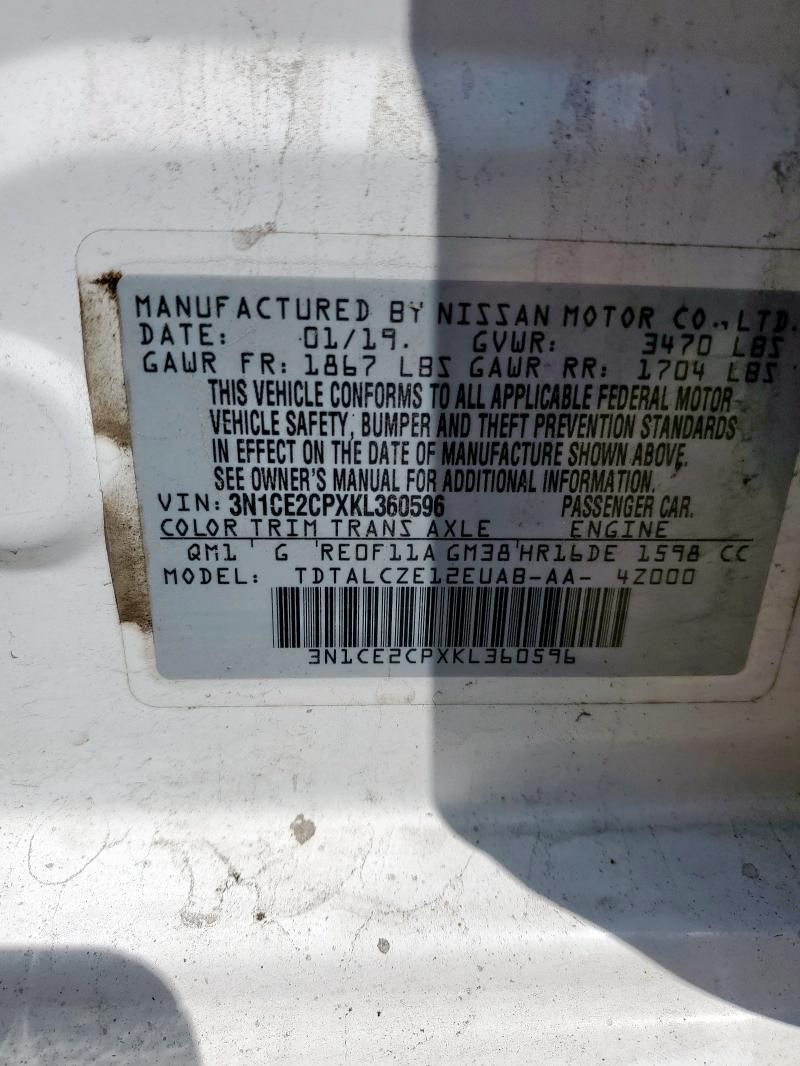 MANUFACTURED BY NISSAN MOTOR CO., LTD.
DATE: 01/19. GVWR: 3470 LBS
GAWR FR: 1867 LBS GAWR RR: 1704 LBS
THIS VEHICLE CONFORMS TO ALL APPLICABLE FEDERAL MOTOR
VEHICLE SAFETY, BUMPER AND THEFT PREVENTION STANDARDS
IN EFFECT ON THE DATE OF MANUFACTURE SHOWN ABOVE.
SEE OWNER'S MANUAL FOR ADDITIONAL INFORMATION.
VIN: 3N1CE2CPXKL360596 PASSENGER CAR.
COLOR TRIM TRANS AXLE ENGINE
QM1 G RE0F11A GM38 HR16DE 1598 CC
MODEL: TDTALCZE12EUAB-AA- 4Z000
3N1CE2CPXKL360596